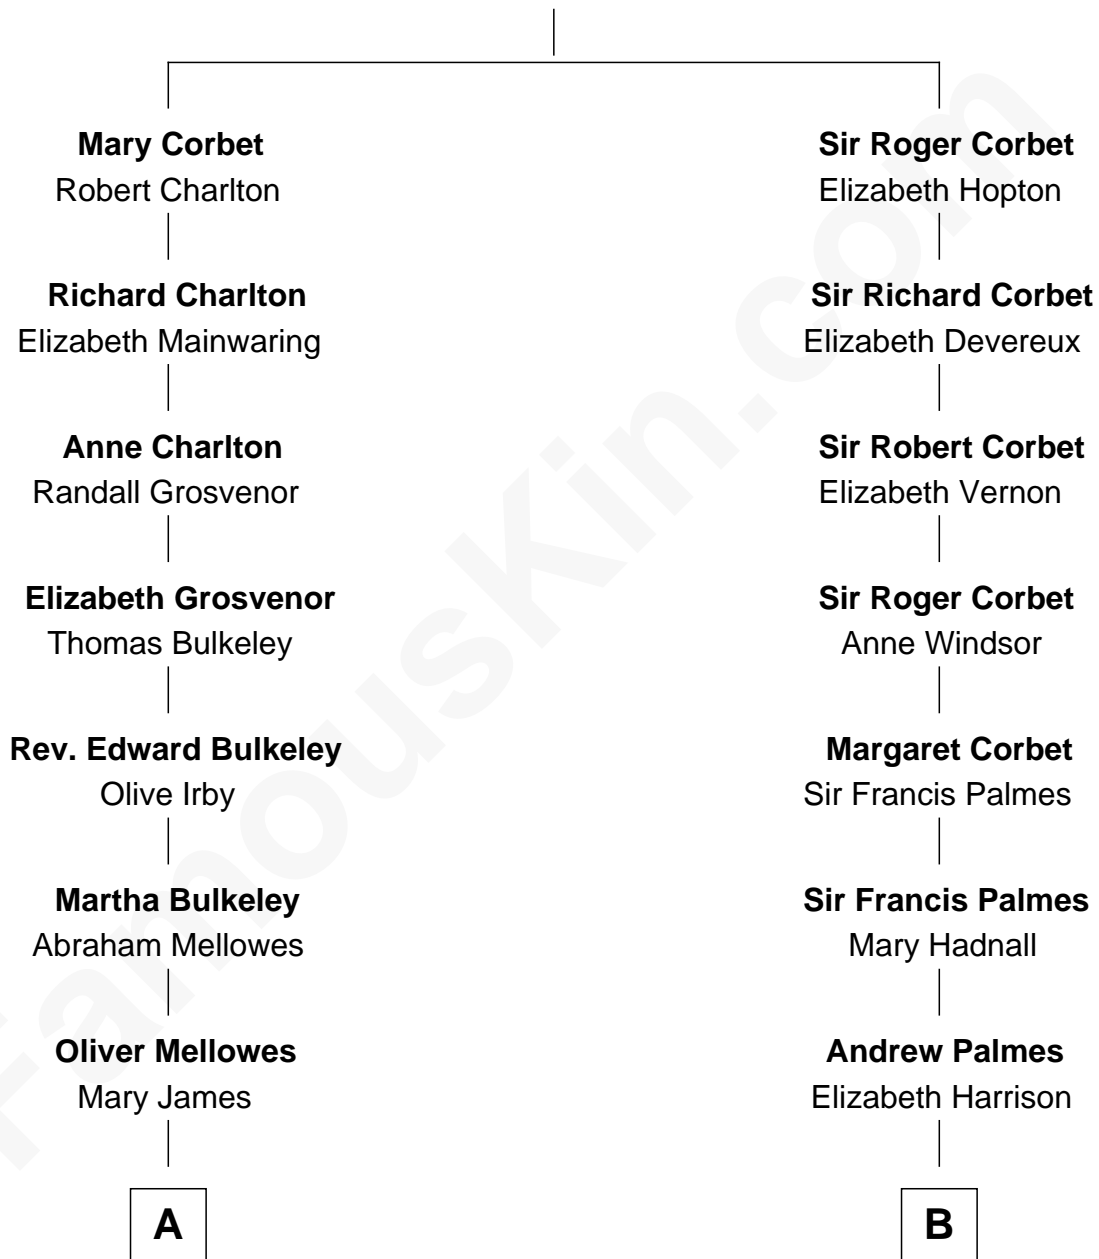 Mary Corbet
Robert Charlton
Richard Charlton
Elizabeth Mainwaring
Anne Charlton
Randall Grosvenor
Elizabeth Grosvenor
Thomas Bulkeley
Rev. Edward Bulkeley
Olive Irby
Martha Bulkeley
Abraham Mellowes
Oliver Mellowes
Mary James
A
Sir Roger Corbet
Elizabeth Hopton
Sir Richard Corbet
Elizabeth Devereux
Sir Robert Corbet
Elizabeth Vernon
Sir Roger Corbet
Anne Windsor
Margaret Corbet
Sir Francis Palmes
Sir Francis Palmes
Mary Hadnall
Andrew Palmes
Elizabeth Harrison
B
FamousKin.com